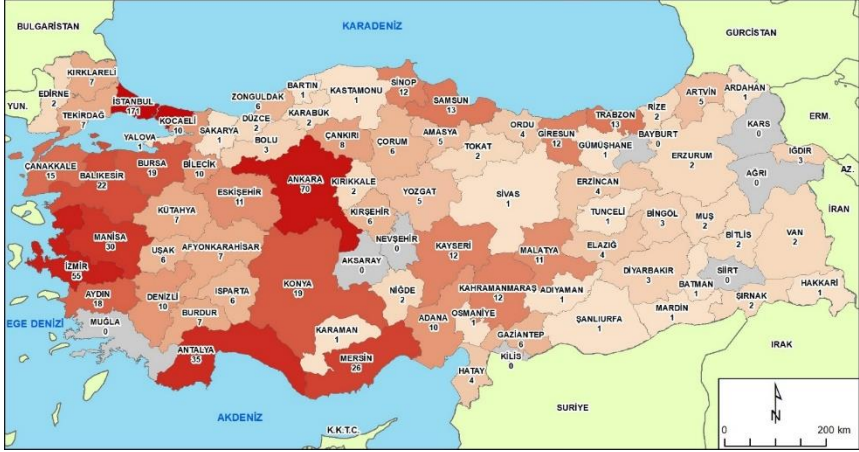 BULGARİSTAN
KARADENİZ
GÜRCİSTAN
YUN.
ERM.
AZ.
İRAN
IRAK
SURİYE
K.K.T.C.
AKDENİZ
EGE DENİZİ
KIRKLARELİ
7
EDİRNE
2
TEKİRDAĞ
7
İSTANBUL
171
KOCAELİ
10
YALOVA
1
SAKARYA
1
DÜZCE
2
ZONGULDAK
6
BARTIN
1
KARABÜK
2
KASTAMONU
1
SİNOP
12
SAMSUN
13
ORDU
4
GİRESUN
12
TRABZON
13
RİZE
2
ARTVİN
5
ARDAHAN
1
KARS
0
BAYBURT
0
GÜMÜŞHANE
1
BOLU
3
ÇANKIRI
8
ÇORUM
6
AMASYA
5
TOKAT
2
ERZURUM
2
IĞDIR
3
AĞRI
0
ÇANAKKALE
15
BALIKESİR
22
BURSA
19
BİLECİK
10
ESKİŞEHİR
11
ANKARA
70
KIRIKKALE
2
YOZGAT
5
SİVAS
1
ERZİNCAN
4
TUNCELİ
1
BİNGÖL
3
MUŞ
2
BİTLİS
2
VAN
2
KÜTAHYA
7
KIRŞEHİR
6
NEVŞEHİR
0
KAYSERİ
12
MALATYA
11
ELAZIĞ
4
MANİSA
30
UŞAK
6
AFYONKARAHİSAR
7
AKSARAY
0
İZMİR
55
AYDIN
18
DENİZLİ
10
ISPARTA
6
KONYA
19
NİĞDE
2
KAHRAMANMARAŞ
12
ADIYAMAN
1
DİYARBAKIR
3
BATMAN
1
SİİRT
0
ŞIRNAK
2
HAKKARİ
1
MARDİN
1
MUĞLA
0
BURDUR
7
ANTALYA
35
KARAMAN
1
MERSİN
26
ADANA
10
OSMANİYE
1
GAZİANTEP
6
ŞANLIURFA
1
KİLİS
0
HATAY
4
N
0
200 km